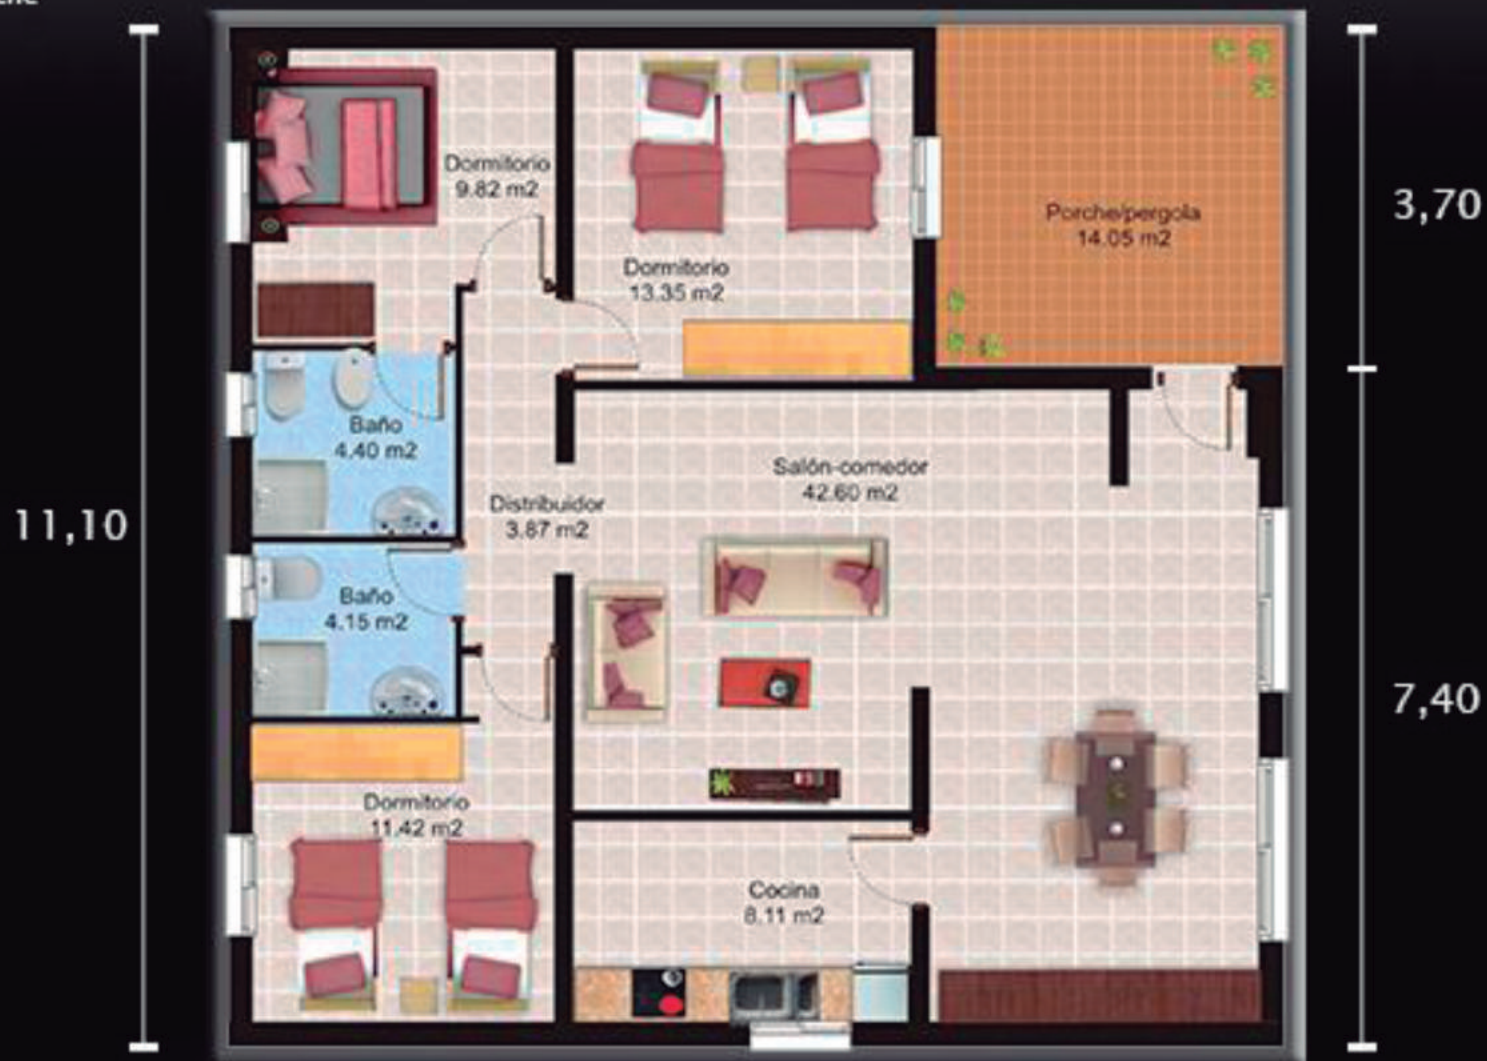 Dormitorio
9.82 m2
Dormitorio
13.35 m2
Porche/pergola
14.05 m2
3,70
Baño
4.40 m2
Salón-comedor
42.60 m2
Distribuidor
3.87 m2
11,10
Baño
4.15 m2
7,40
Dormitorio
11.42 m2
Cocina
8.11 m2